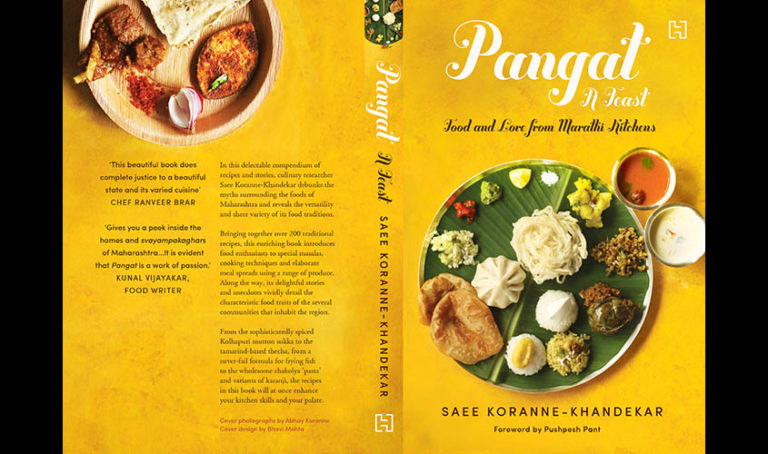 'This beautiful book does
complete justice to a beautiful
state and its varied cuisine'
CHEF RANVEER BRAR
'Gives you a peek inside the
homes and svayampakaghars
of Maharashtra...It is evident
that Pangat is a work of passion.'
KUNAL VIJAYAKAR,
FOOD WRITER
In this delectable compendium of
recipes and stories, culinary researcher
Saee Koranne-Khandekar debunks the
myths surrounding the foods of
Maharashtra and reveals the versatility
and sheer variety of its food traditions.
Bringing together over 200 traditional
recipes, this enriching book introduces
food enthusiasts to special masalas,
cooking techniques and elaborate
meal spreads using a range of produce.
Along the way, its delightful stories
and anecdotes vividly detail the
characteristic food traits of the several
communities that inhabit the region.
From the sophisticatedly spiced
Kolhapuri mutton sukka to the
tamarind-based thecha, from a
never-fail formula for frying fish
to the wholesome chakolya 'pasta'
and variants of karanji, the recipes
in this book will at once enhance
your kitchen skills and your palate.
Cover photographs by Abhay Koranne
Cover design by Bhavi Mehta
Pangat A Feast SAEE KORANNE-KHANDEKAR
H
H
Pangat
A Feast
Food and Lore from Marathi Kitchens
SAEE KORANNE-KHANDEKAR
Foreword by Pushpesh Pant